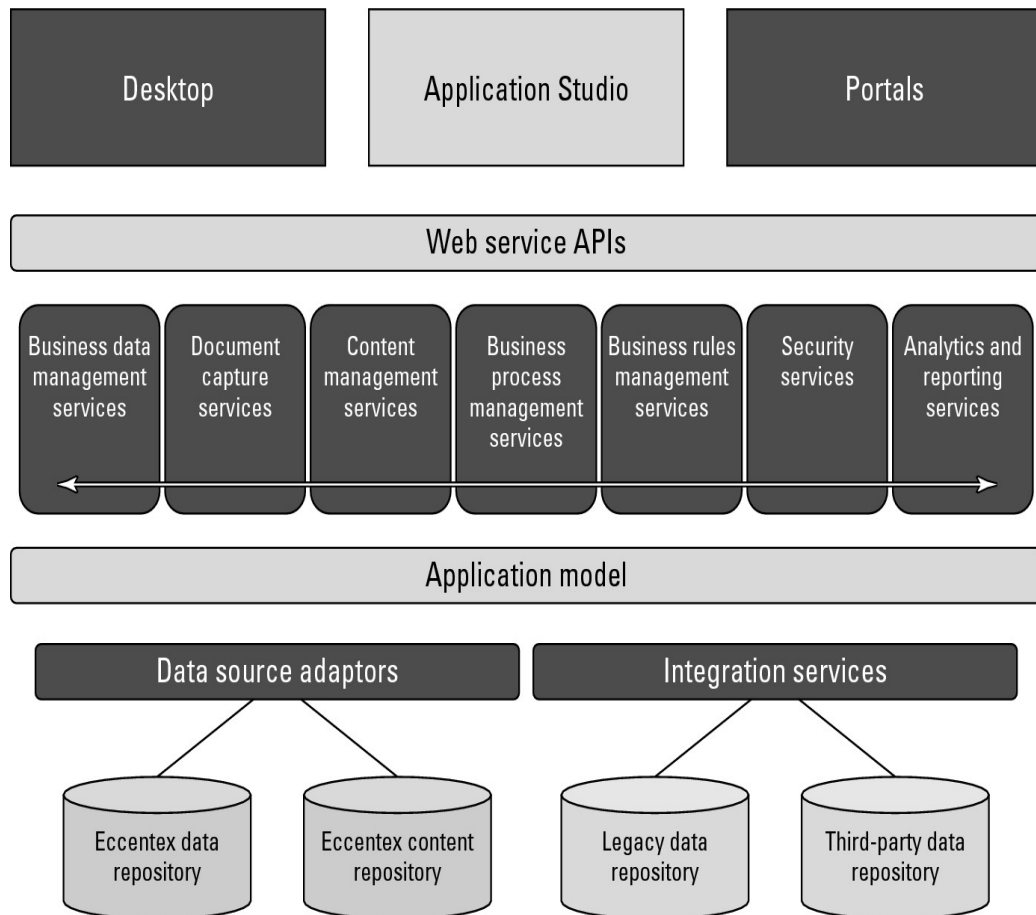 Desktop
Application Studio
Portals
Web service APIs
Business data
management
services
Document
capture
services
Content
management
services
Business
process
management
services
Business rules
management
services
Security
services
Analytics and
reporting
services
Application model
Data source adaptors
Integration services
Eccentex data
repository
Eccentex content
repository
Legacy data
repository
Third-party data
repository